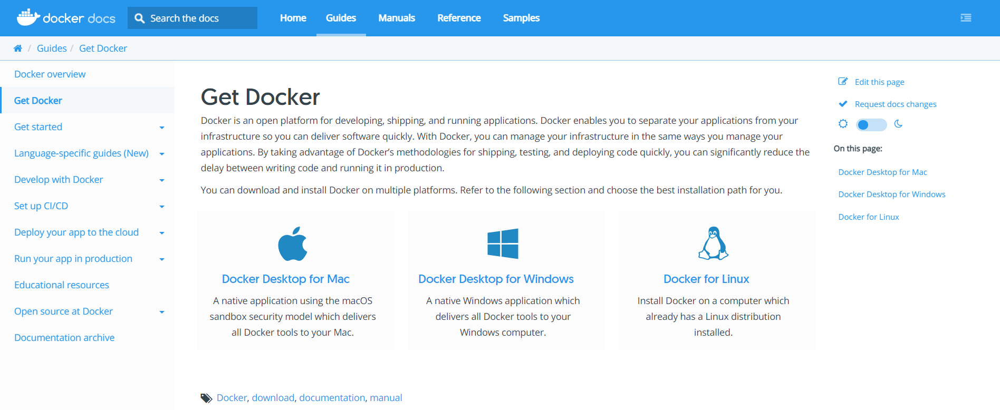 docker docs
Search the docs
Home
Guides
Manuals
Reference
Samples
/ Guides / Get Docker
Docker overview
Get Docker
Get started
Language-specific guides (New)
Develop with Docker
Set up CI/CD
Deploy your app to the cloud
Run your app in production
Educational resources
Open source at Docker
Documentation archive
Get Docker
Docker is an open platform for developing, shipping, and running applications. Docker enables you to separate your applications from your
infrastructure so you can deliver software quickly. With Docker, you can manage your infrastructure in the same ways you manage your
applications. By taking advantage of Docker’s methodologies for shipping, testing, and deploying code quickly, you can significantly reduce the
delay between writing code and running it in production.
You can download and install Docker on multiple platforms. Refer to the following section and choose the best installation path for you.
Docker Desktop for Mac
A native application using the macOS
sandbox security model which delivers
all Docker tools to your Mac.
Docker Desktop for Windows
A native Windows application which
delivers all Docker tools to your
Windows computer.
Docker for Linux
Install Docker on a computer which
already has a Linux distribution
installed.
Docker, download, documentation, manual
Edit this page
Request docs changes
On this page:
Docker Desktop for Mac
Docker Desktop for Windows
Docker for Linux